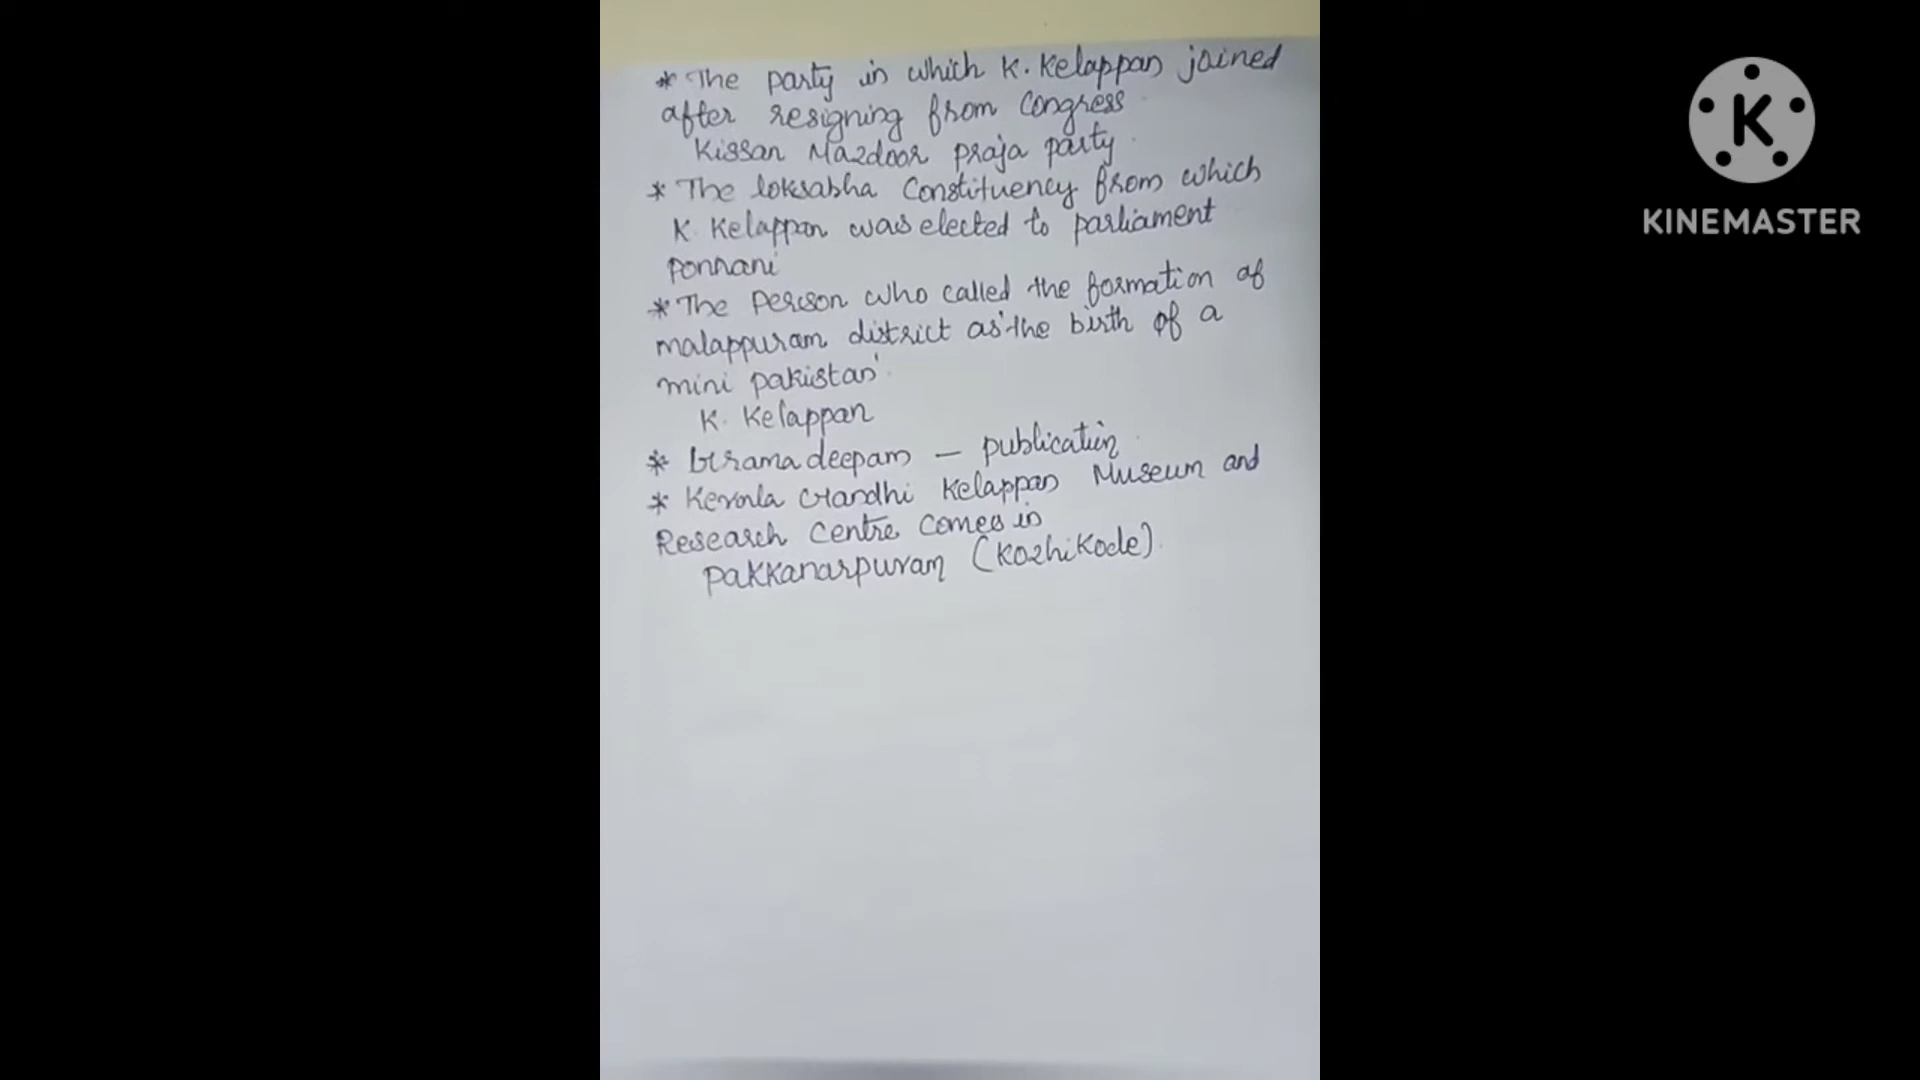 * The party in which K. Kelappan joined
after resigning from Congress
Kissan Mazdoor praja party
* The loksabha Constituency from which
K. Kelappan was elected to parliament
ponnani
* The Person who called the formation of
malappuram district as 'the birth of a
mini pakistan'
K. Kelappan
* Grama deepam — publication
* Kerala Gandhi Kelappan Museum and
Research Centre comes in
pakkanarpuram (Kozhikode).
KINEMASTER